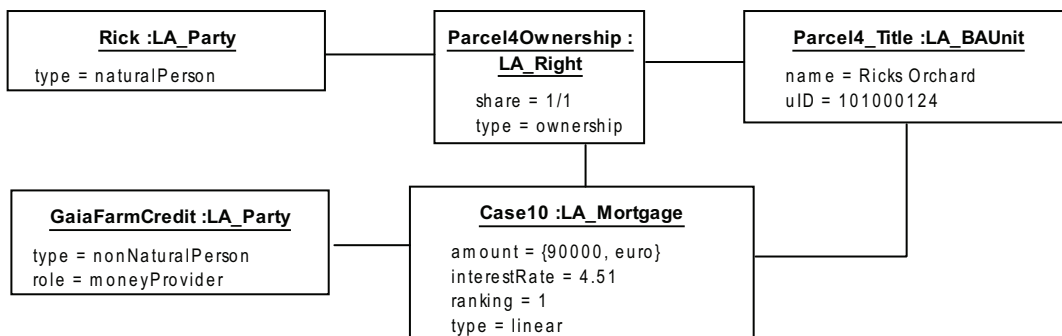 Rick :LA_Party
type = naturalPerson
Parcel4Ownership :
LA_Right
share = 1/1
type = ownership
Parcel4_Title :LA_BAUnit
name = Ricks Orchard
uID = 101000124
GaiaFarmCredit :LA_Party
type = nonNaturalPerson
role = moneyProvider
Case10 :LA_Mortgage
amount = {90000, euro}
interestRate = 4.51
ranking = 1
type = linear